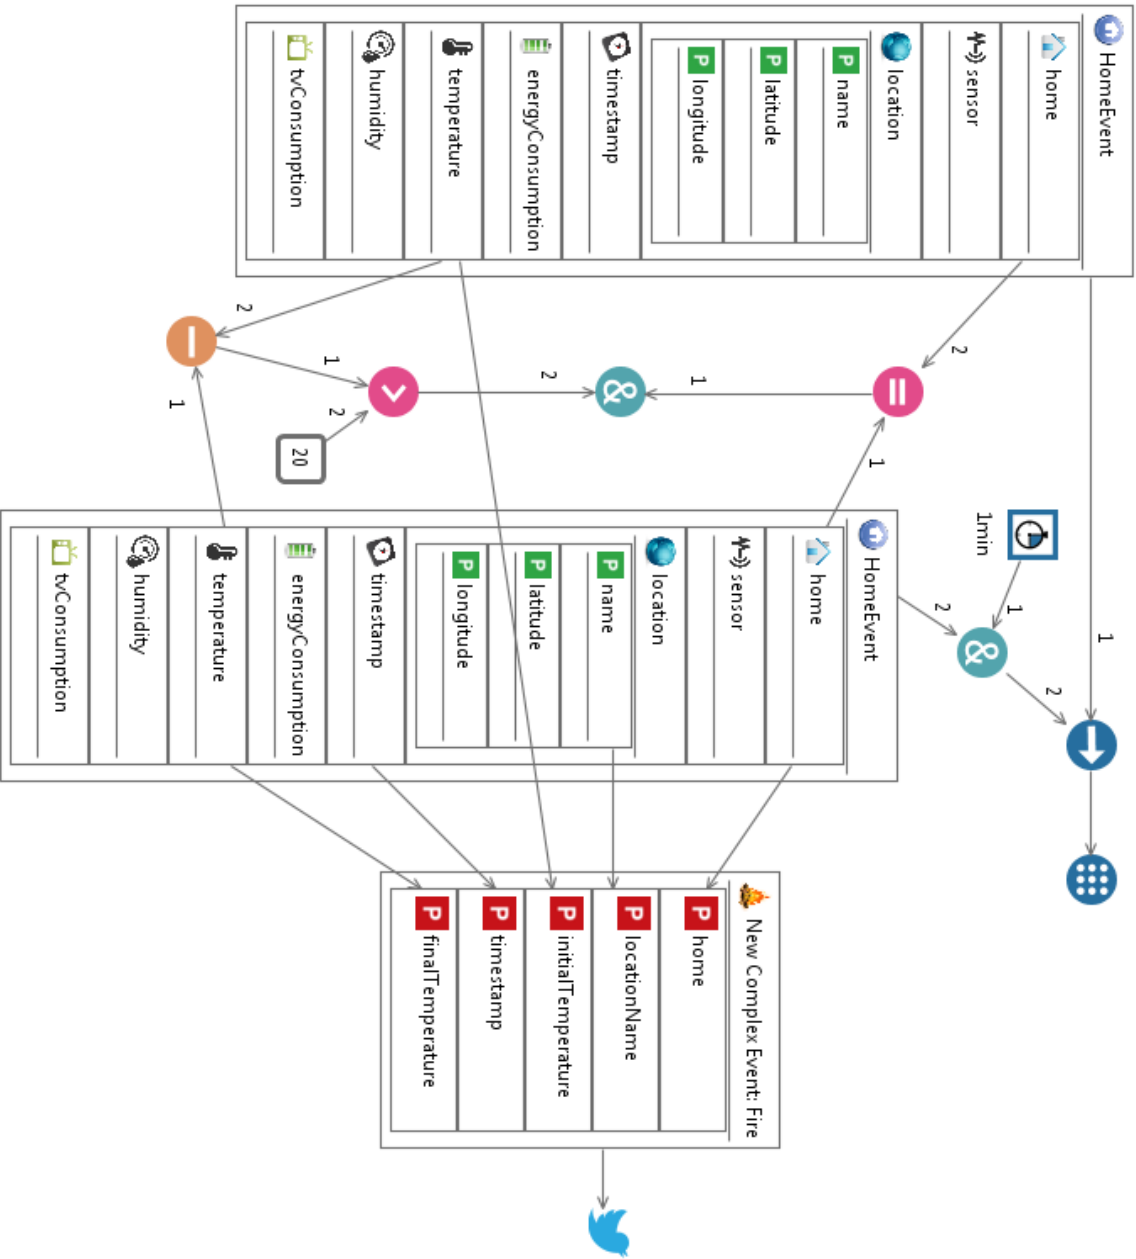 HomeEvent
home
sensor
location
P name
P latitude
P longitude
timestamp
energyConsumption
temperature
humidity
tvConsumption
1
1min
1
2
2
&
2
=
1
1
&
2
>
1
2
20
2
−
1
HomeEvent
home
sensor
location
P name
P latitude
P longitude
timestamp
energyConsumption
temperature
humidity
tvConsumption
New Complex Event: Fire
P home
P locationName
P initialTemperature
P timestamp
P finalTemperature